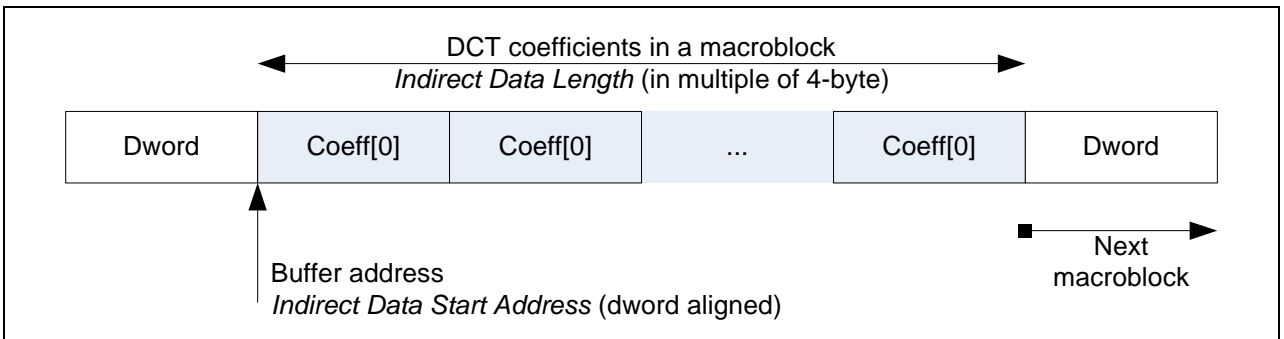 DCT coefficients in a macroblock
Indirect Data Length (in multiple of 4-byte)
Dword Coeff[0] Coeff[0] ... Coeff[0] Dword
Next
macroblock
Buffer address
Indirect Data Start Address (dword aligned)